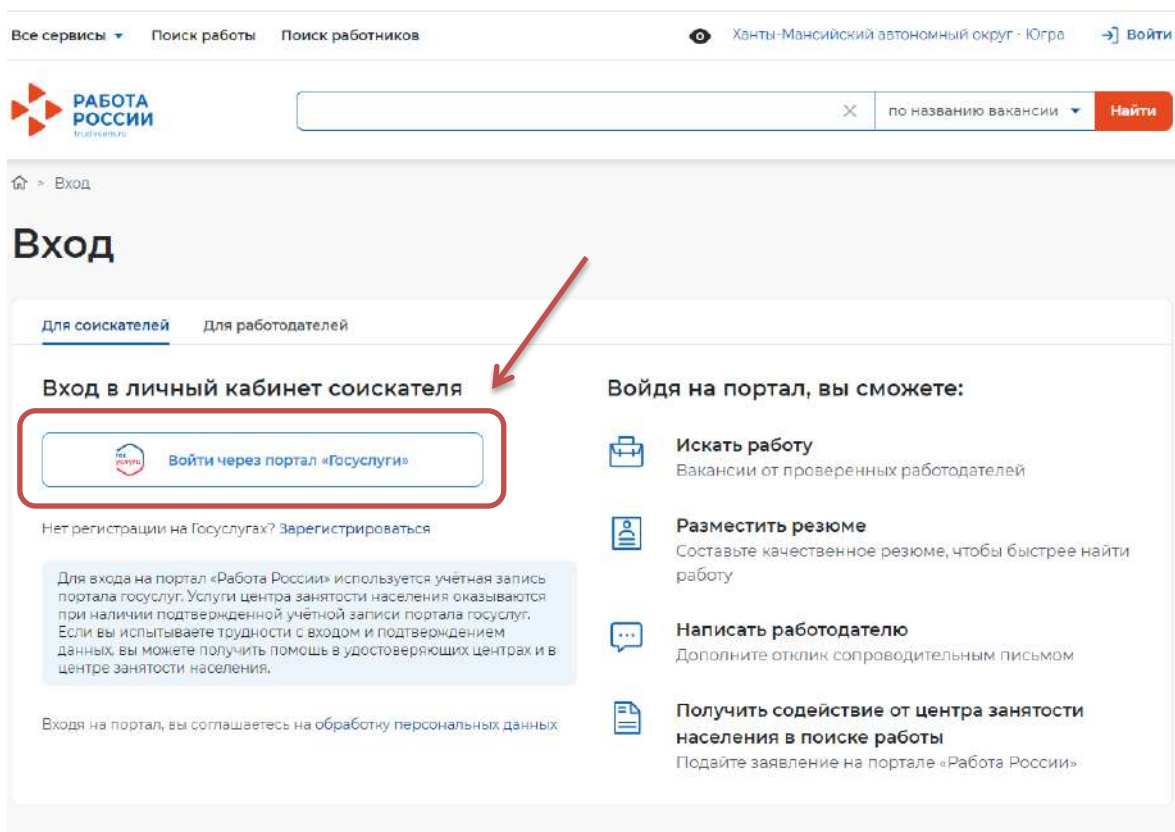 Все сервисы Поиск работы Поиск работников Ханты-Мансийский автономный округ - Югра Войти
РАБОТА
РОССИИ
trudvsem.ru
по названию вакансии Найти
> Вход
Вход
Для соискателей Для работодателей
Вход в личный кабинет соискателя
Войти через портал «Госуслуги»
Нет регистрации на Госуслугах? Зарегистрироваться
Для входа на портал «Работа России» используется учётная запись
портала госуслуг. Услуги центра занятости населения оказываются
при наличии подтвержденной учётной записи портала госуслуг.
Если вы испытываете трудности с входом и подтверждением
данных, вы можете получить помощь в удостоверяющих центрах и в
центре занятости населения.
Входя на портал, вы соглашаетесь на обработку персональных данных
Войдя на портал, вы сможете:
Искать работу
Вакансии от проверенных работодателей
Разместить резюме
Составьте качественное резюме, чтобы быстрее найти
работу
Написать работодателю
Дополните отклик сопроводительным письмом
Получить содействие от центра занятости
населения в поиске работы
Подайте заявление на портале «Работа России»